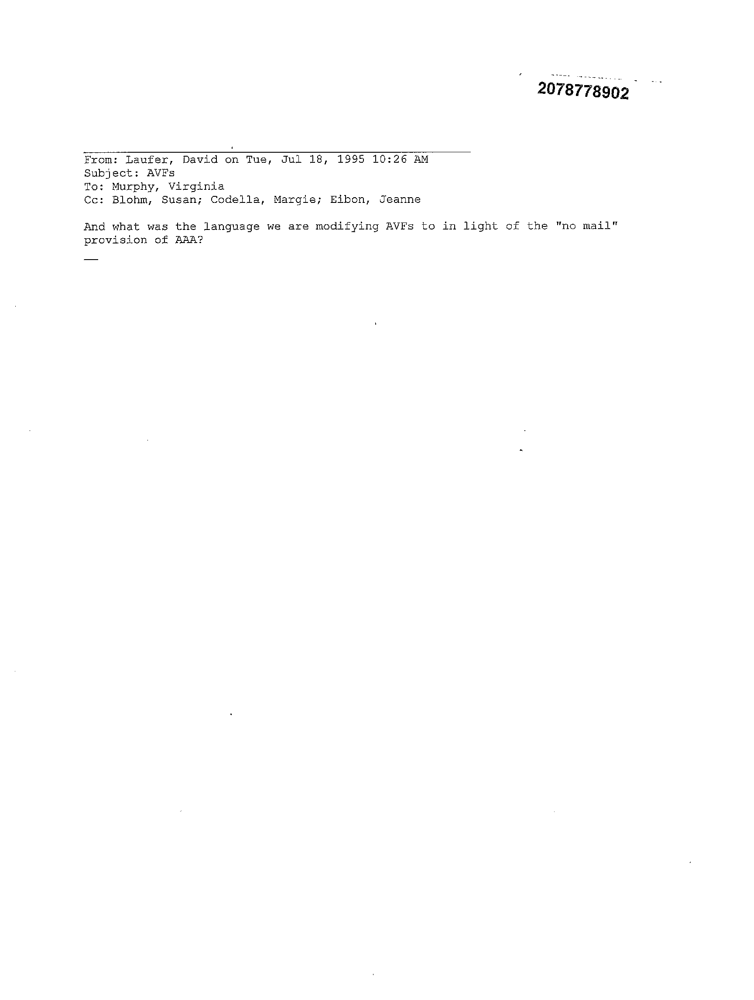 2078778902
From: Laufer, David on Tue, Jul 18, 1995 10:26 AM
Subject: AVFs
To: Murphy, Virginia
Cc: Blohm, Susan; Codella, Margie; Eibon, Jeanne
And what was the language we are modifying AVFs to in light of the "no mail"
provision of AAA?